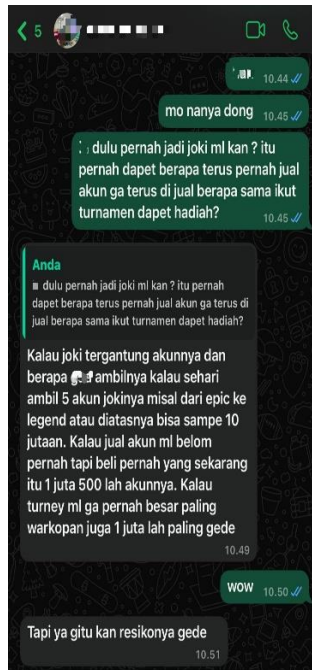 5
10.44
mo nanya dong
10.45
dulu pernah jadi joki ml kan ? itu
pernah dapet berapa terus pernah jual
akun ga terus di jual berapa sama ikut
turnamen dapet hadiah?
10.45
Anda
dulu pernah jadi joki ml kan ? itu pernah
dapet berapa terus pernah jual akun ga terus di
jual berapa sama ikut turnamen dapet hadiah?
Kalau joki tergantung akunnya dan
berapa ambilnya kalau sehari
ambil 5 akun jokinya misal dari epic ke
legend atau diatasnya bisa sampe 10
jutaan. Kalau jual akun ml belom
pernah tapi beli pernah yang sekarang
itu 1 juta 500 lah akunnya. Kalau
turney ml ga pernah besar paling
warkopan juga 1 juta lah paling gede
10.49
wow
10.50
Tapi ya gitu kan resikonya gede
10.51